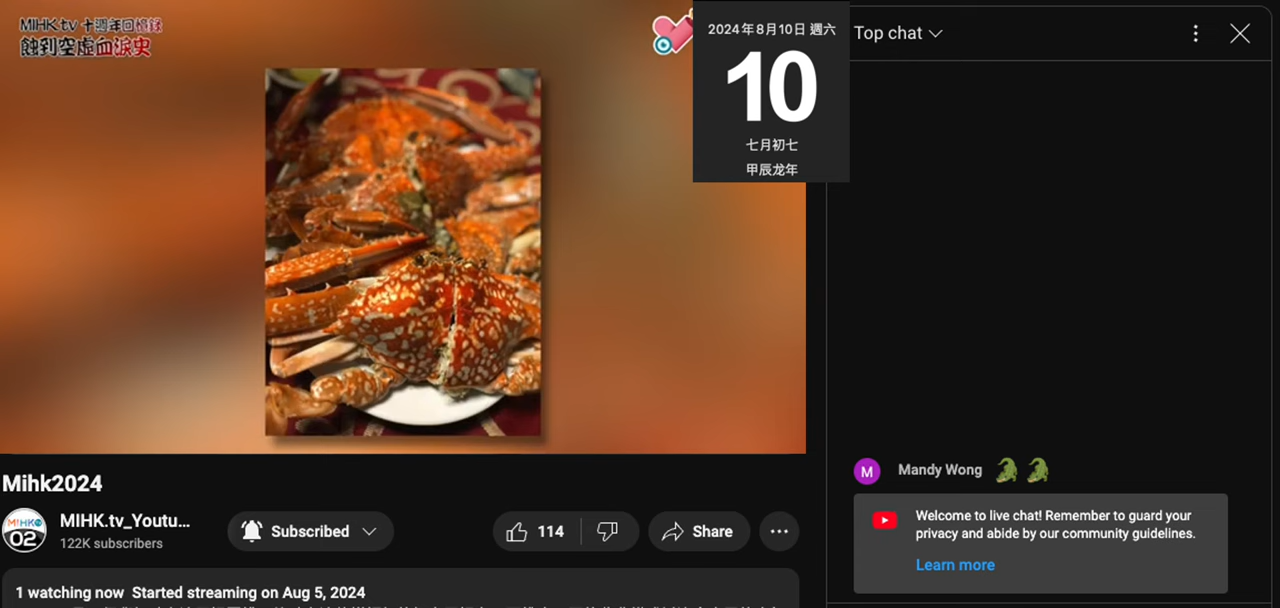 MIHK.tv 十週年回憶錄
蝕到空虛血淚史
2024年8月10日 週六
10
七月初七
甲辰龙年
Top chat
Mihk2024
MIHK.tv
02
MIHK.tv_Youtu...
122K subscribers
Subscribed
114
Share
1 watching now Started streaming on Aug 5, 2024
M
Mandy Wong
Welcome to live chat! Remember to guard your
privacy and abide by our community guidelines.
Learn more